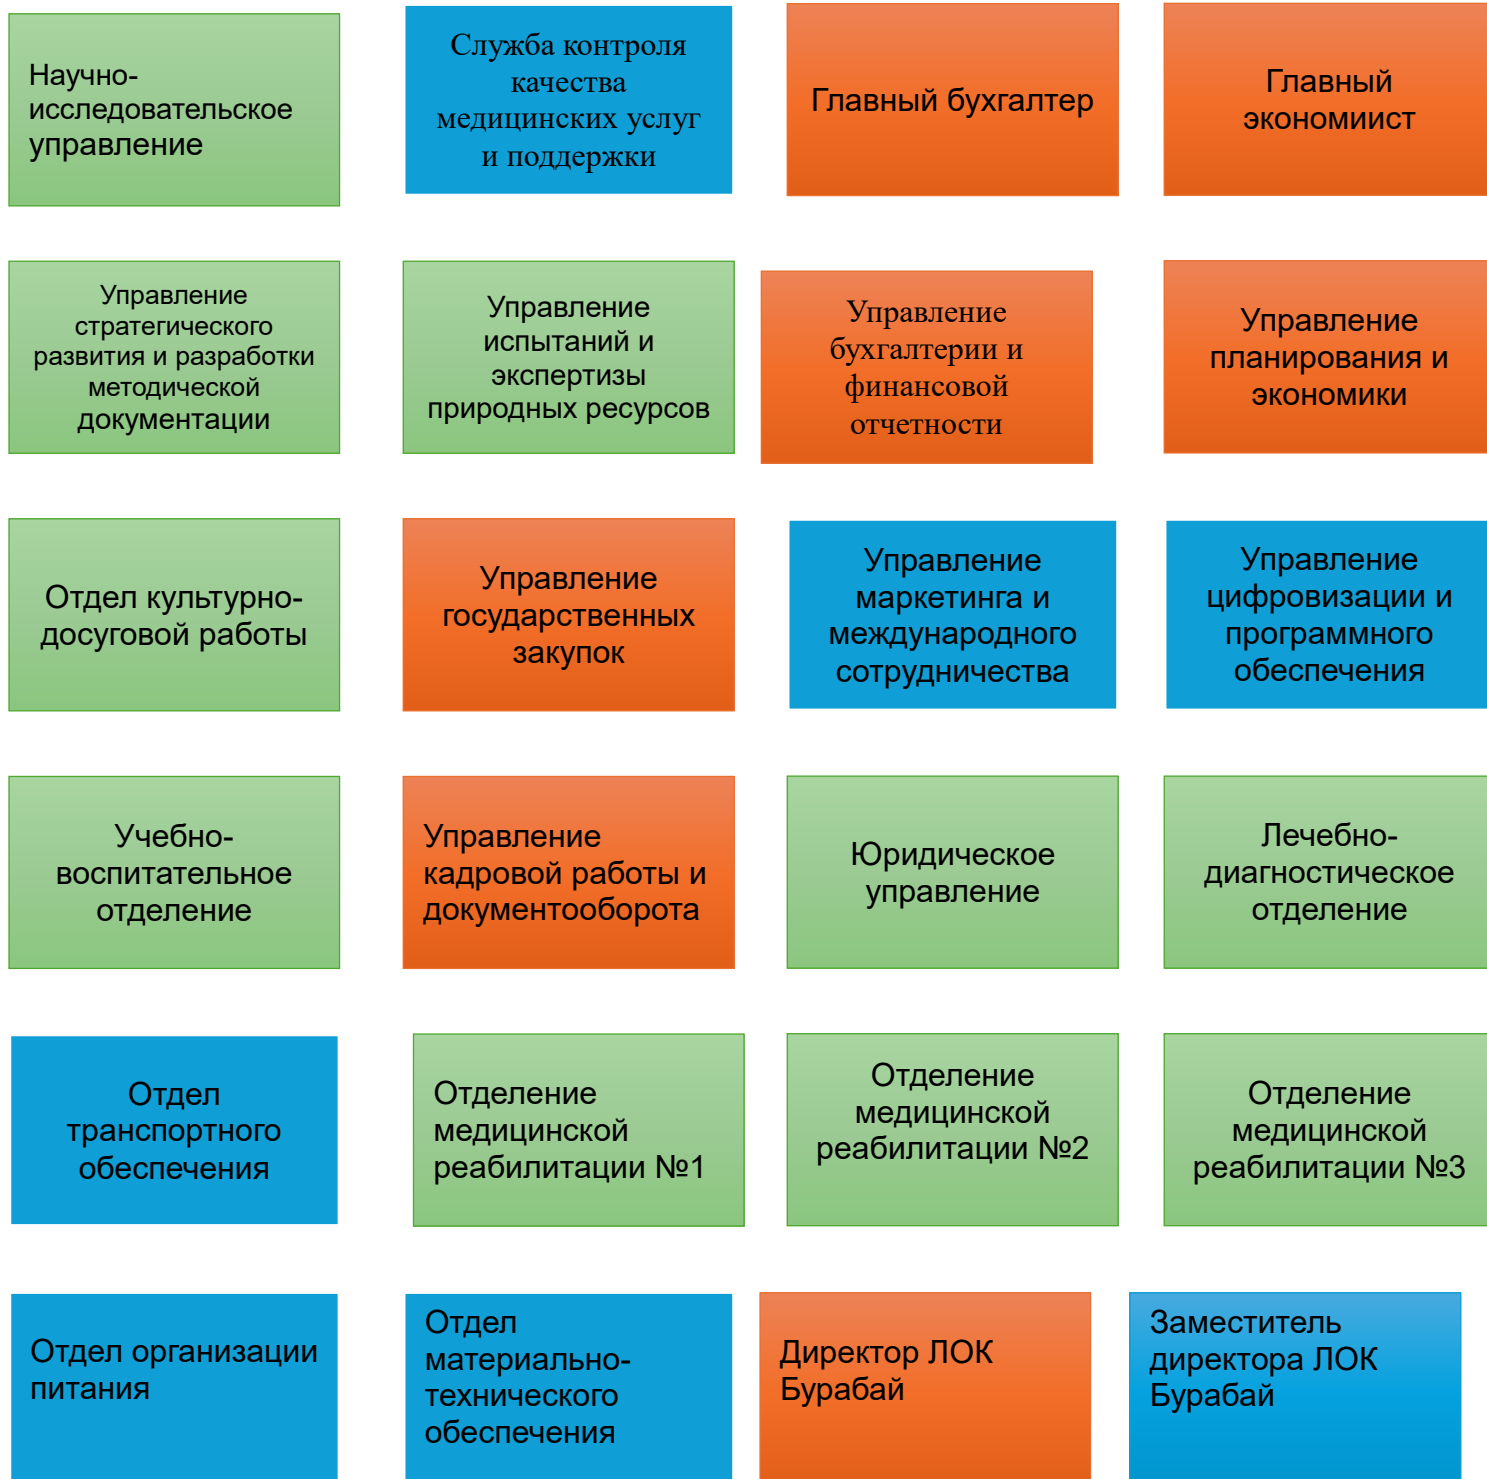 Научно-
исследовательское
управление
Служба контроля
качества
медицинских услуг
и поддержки
Главный бухгалтер
Главный
экономиист
Управление
стратегического
развития и разработки
методической
документации
Управление
испытаний и
экспертизы
природных ресурсов
Управление
бухгалтерии и
финансовой
отчетности
Управление
планирования и
экономики
Отдел культурно-
досуговой работы
Управление
государственных
закупок
Управление
маркетинга и
международного
сотрудничества
Управление
цифровизации и
программного
обеспечения
Учебно-
воспитательное
отделение
Управление
кадровой работы и
документооборота
Юридическое
управление
Лечебно-
диагностическое
отделение
Отдел
транспортного
обеспечения
Отделение
медицинской
реабилитации №1
Отделение
медицинской
реабилитации №2
Отделение
медицинской
реабилитации №3
Отдел организации
питания
Отдел
материально-
технического
обеспечения
Директор ЛОК
Бурабай
Заместитель
директора ЛОК
Бурабай